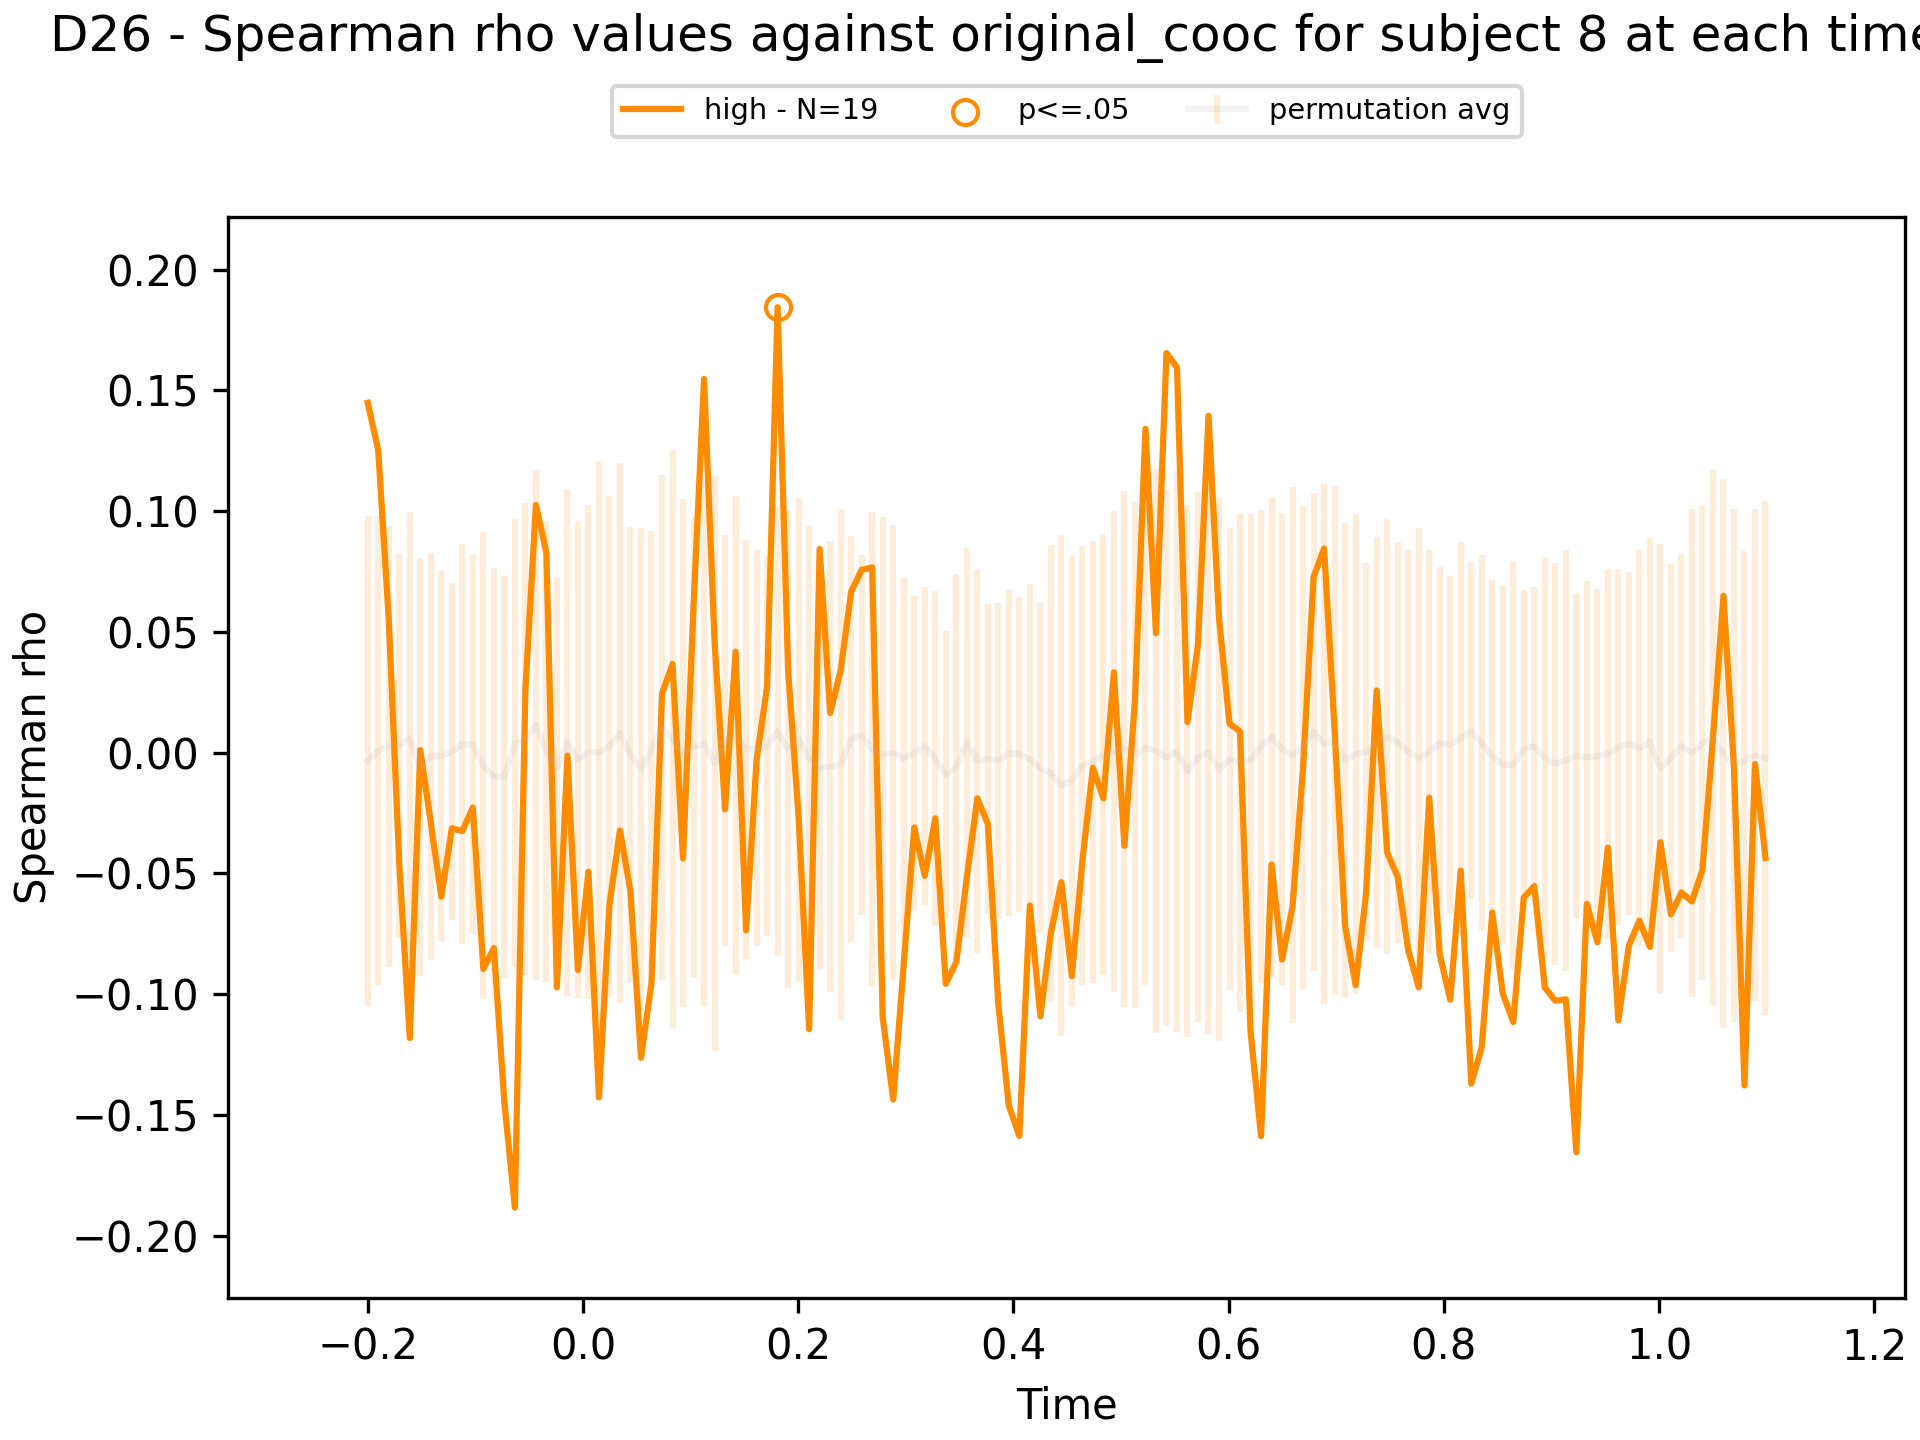 D26 - Spearman rho values against original_cooc for subject 8 at each time
high - N=19 p<=.05 permutation avg
0.20
0.15
0.10
0.05
0.00
−0.05
−0.10
−0.15
−0.20
Spearman rho
−0.2 0.0 0.2 0.4 0.6 0.8 1.0 1.2
Time